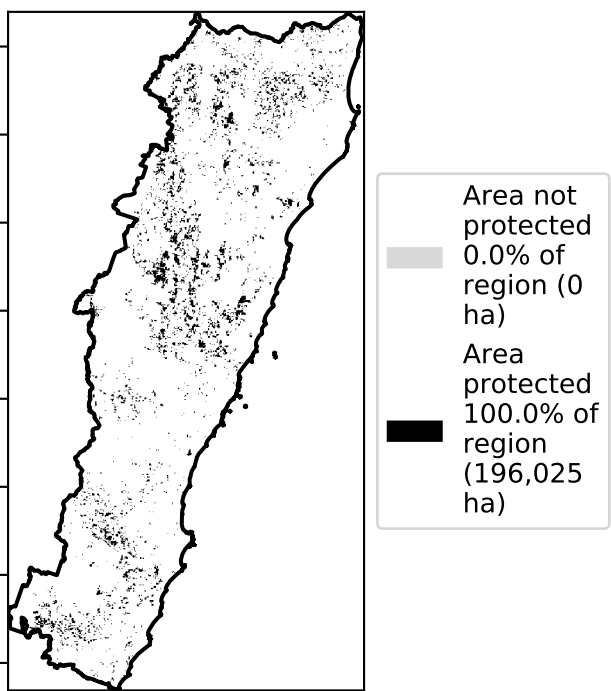 Area not
protected
0.0% of
region (0
ha)
Area
protected
100.0% of
region
(196,025
ha)